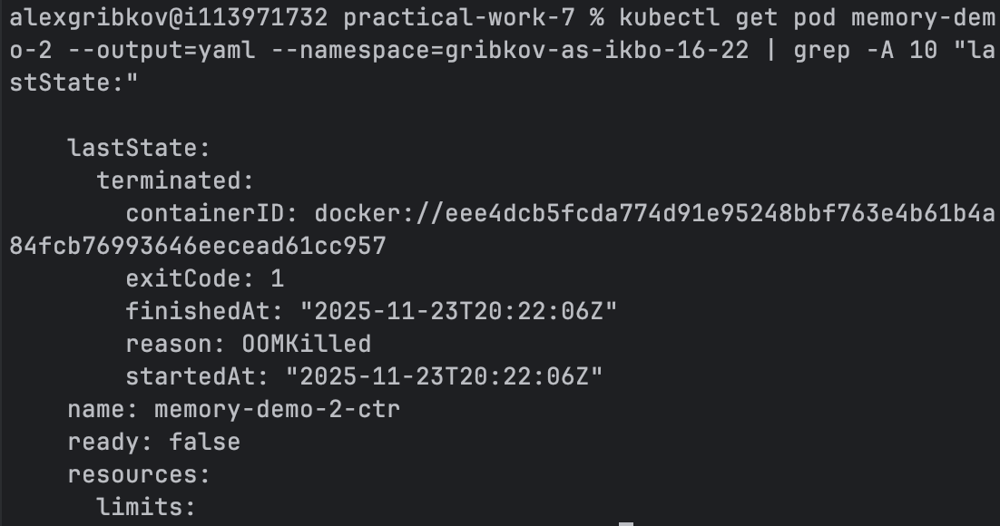 alexgribkov@i113971732 practical-work-7 % kubectl get pod memory-dem
o-2 --output=yaml --namespace=gribkov-as-ikbo-16-22 | grep -A 10 "la
stState:"
    lastState:
      terminated:
        containerID: docker://eee4dcb5fcda774d91e95248bbf763e4b61b4a
84fcb76993646eecead61cc957
        exitCode: 1
        finishedAt: "2025-11-23T20:22:06Z"
        reason: OOMKilled
        startedAt: "2025-11-23T20:22:06Z"
    name: memory-demo-2-ctr
    ready: false
    resources:
      limits: